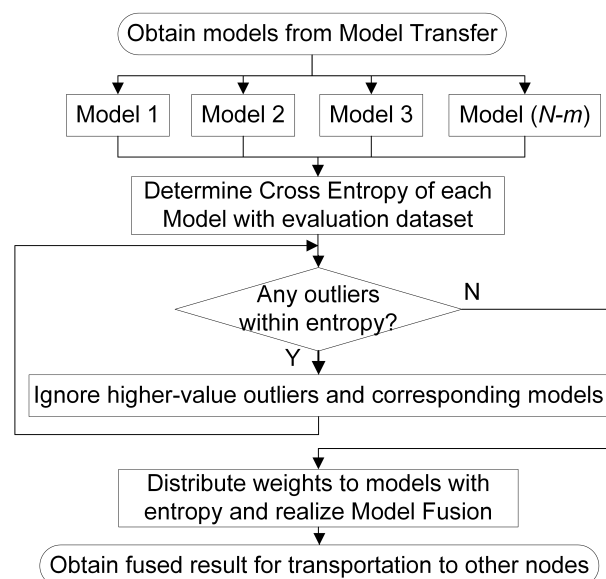 Obtain models from Model Transfer
Model 1
Model 2
Model 3
Model (N-m)
Determine Cross Entropy of each
Model with evaluation dataset
Any outliers
within entropy?
N
Y
Ignore higher-value outliers and corresponding models
Distribute weights to models with
entropy and realize Model Fusion
Obtain fused result for transportation to other nodes